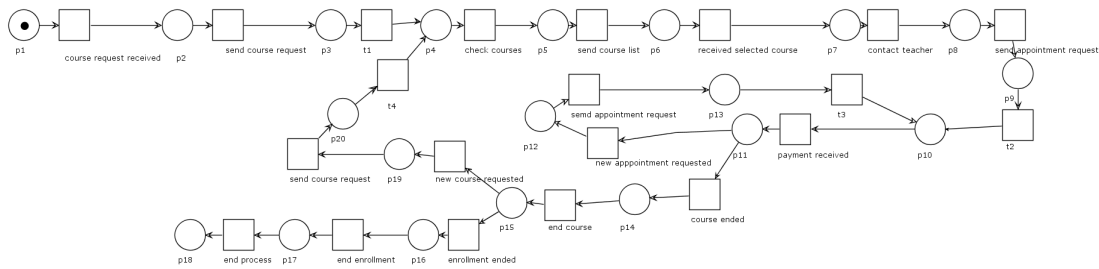 p1
course request received
p2
send course request
p3
t1
p4
check courses
p5
send course list
p6
received selected course
p7
contact teacher
p8
send appointment request
p9
t4
p20
p12
semd appointment request
p13
t3
t2
new apppointment requested
p11
payment received
p10
send course request
p19
new course requested
p15
end course
p14
course ended
p18
end process
p17
end enrollment
p16
enrollment ended